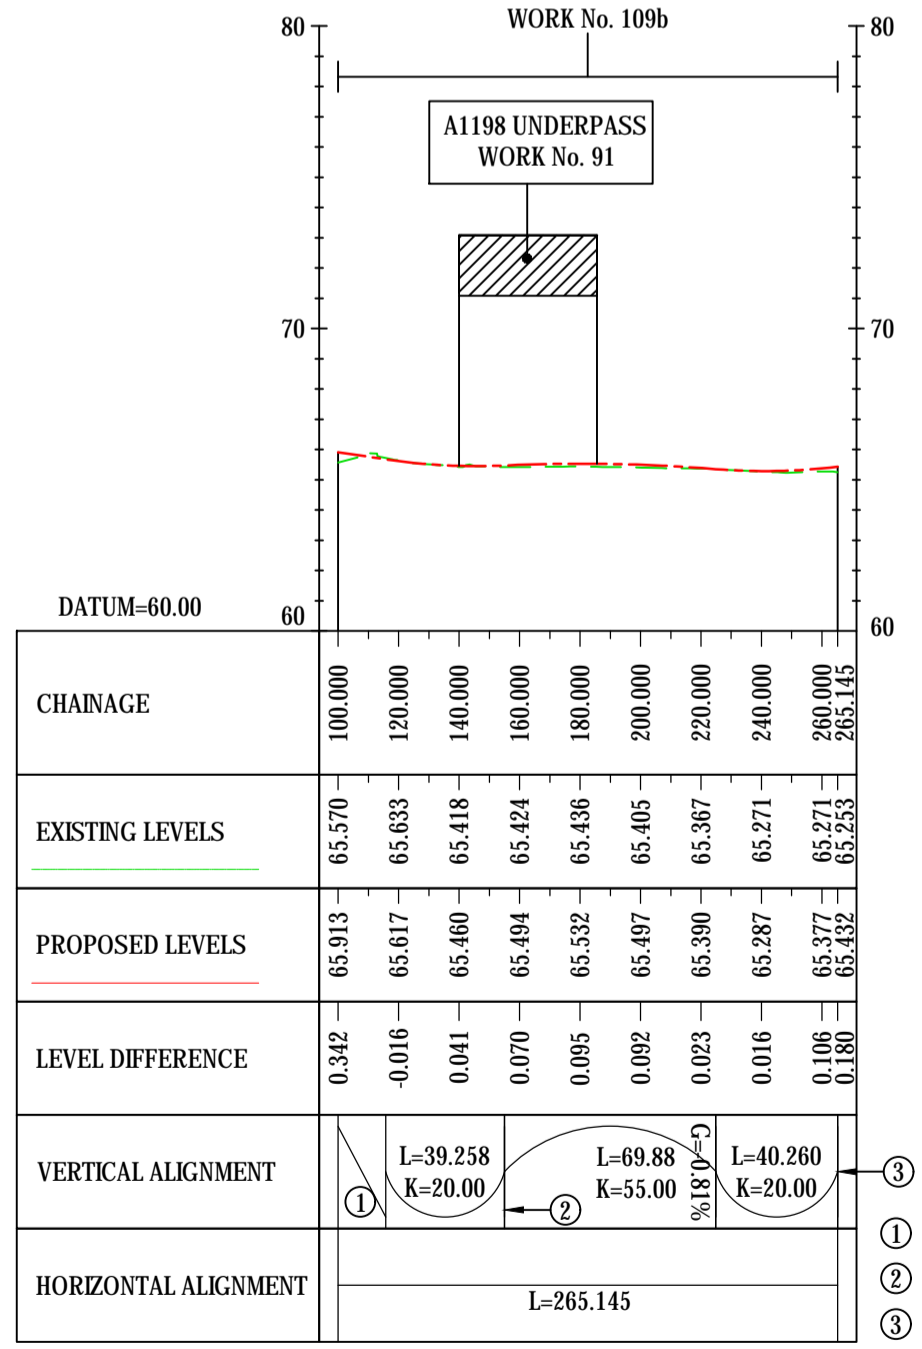 WORK No. 109b
80
80
A1198 UNDERPASS
WORK No. 91
70
70
DATUM=60.00
60
60
CHAINAGE
100.000 120.000 140.000 160.000 180.000 200.000 220.000 240.000 260.000 265.145
EXISTING LEVELS
65.570 65.633 65.418 65.424 65.436 65.405 65.367 65.271 65.271 65.253
PROPOSED LEVELS
65.913 65.617 65.460 65.494 65.532 65.497 65.390 65.287 65.377 65.432
LEVEL DIFFERENCE
0.342 -0.016 0.041 0.070 0.095 0.092 0.023 0.016 0.106 0.180
VERTICAL ALIGNMENT
1
L=39.258
K=20.00
2
L=69.88
K=55.00
G=-0.81%
L=40.260
K=20.00
3
1
HORIZONTAL ALIGNMENT
L=265.145
2
3